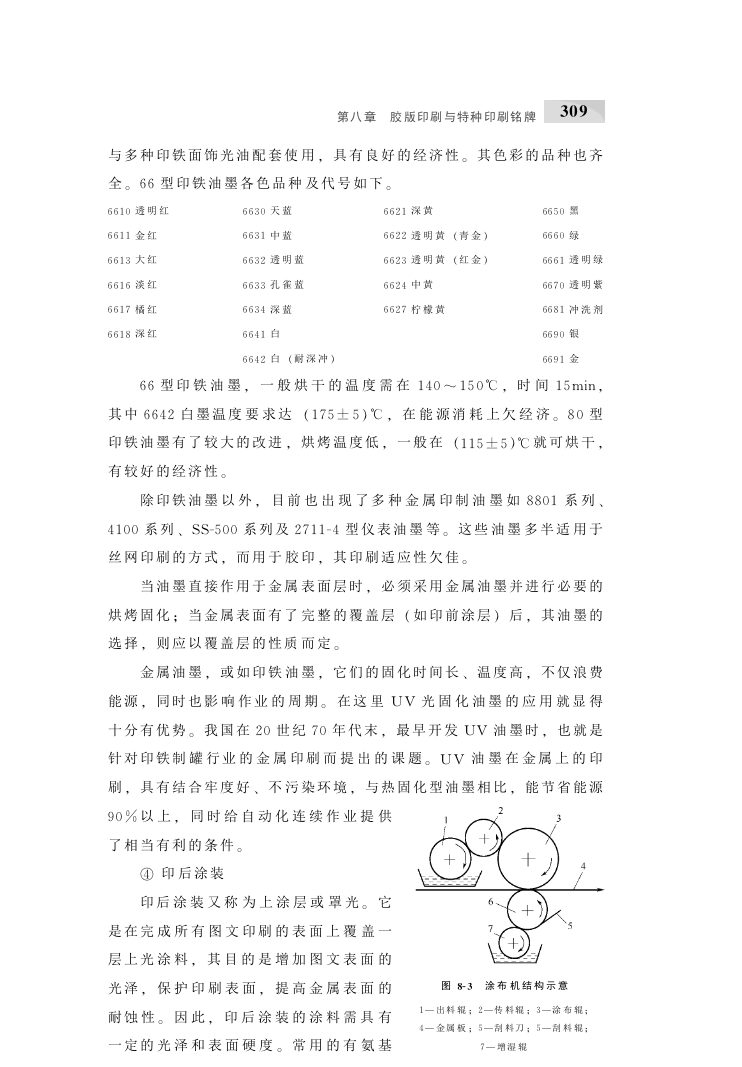 第八章　胶版印刷与特种印刷铭牌　309
与多种印铁面饰光油配套使用，具有良好的经济性。其色彩的品种也齐
全。66 型印铁油墨各色品种及代号如下。
6610 透明红　6630 天蓝　6621 深黄　6650 黑
6611 金红　6631 中蓝　6622 透明黄（青金）　6660 绿
6613 大红　6632 透明蓝　6623 透明黄（红金）　6661 透明绿
6616 淡红　6633 孔雀蓝　6624 中黄　6670 透明紫
6617 橘红　6634 深蓝　6627 柠檬黄　6681 冲洗剂
6618 深红　6641 白　6690 银
6642 白（耐深冲）　6691 金
66 型印铁油墨，一般烘干的温度需在 140～150℃，时间 15min，
其中 6642 白墨温度要求达（175±5）℃，在能源消耗上欠经济。80 型
印铁油墨有了较大的改进，烘烤温度低，一般在（115±5）℃就可烘干，
有较好的经济性。
除印铁油墨以外，目前也出现了多种金属印制油墨如 8801 系列、
4100 系列、SS-500 系列及 2711-4 型仪表油墨等。这些油墨多半适用于
丝网印刷的方式，而用于胶印，其印刷适应性欠佳。
当油墨直接作用于金属表面层时，必须采用金属油墨并进行必要的
烘烤固化；当金属表面有了完整的覆盖层（如印前涂层）后，其油墨的
选择，则应以覆盖层的性质而定。
金属油墨，或如印铁油墨，它们的固化时间长、温度高，不仅浪费
能源，同时也影响作业的周期。在这里 UV 光固化油墨的应用就显得
十分有优势。我国在 20 世纪 70 年代末，最早开发 UV 油墨时，也就是
针对印铁制罐行业的金属印刷而提出的课题。UV 油墨在金属上的印
刷，具有结合牢度好、不污染环境，与热固化型油墨相比，能节省能源
90％以上，同时给自动化连续作业提供
了相当有利的条件。
④ 印后涂装
印后涂装又称为上涂层或罩光。它
是在完成所有图文印刷的表面上覆盖一
层上光涂料，其目的是增加图文表面的
光泽，保护印刷表面，提高金属表面的
耐蚀性。因此，印后涂装的涂料需具有
一定的光泽和表面硬度。常用的有氨基
1
2
3
4
5
6
7
图 8-3　涂布机结构示意
1—出料辊；2—传料辊；3—涂布辊；
4—金属板；5—刮料刀；5—刮料辊；
7—增湿辊